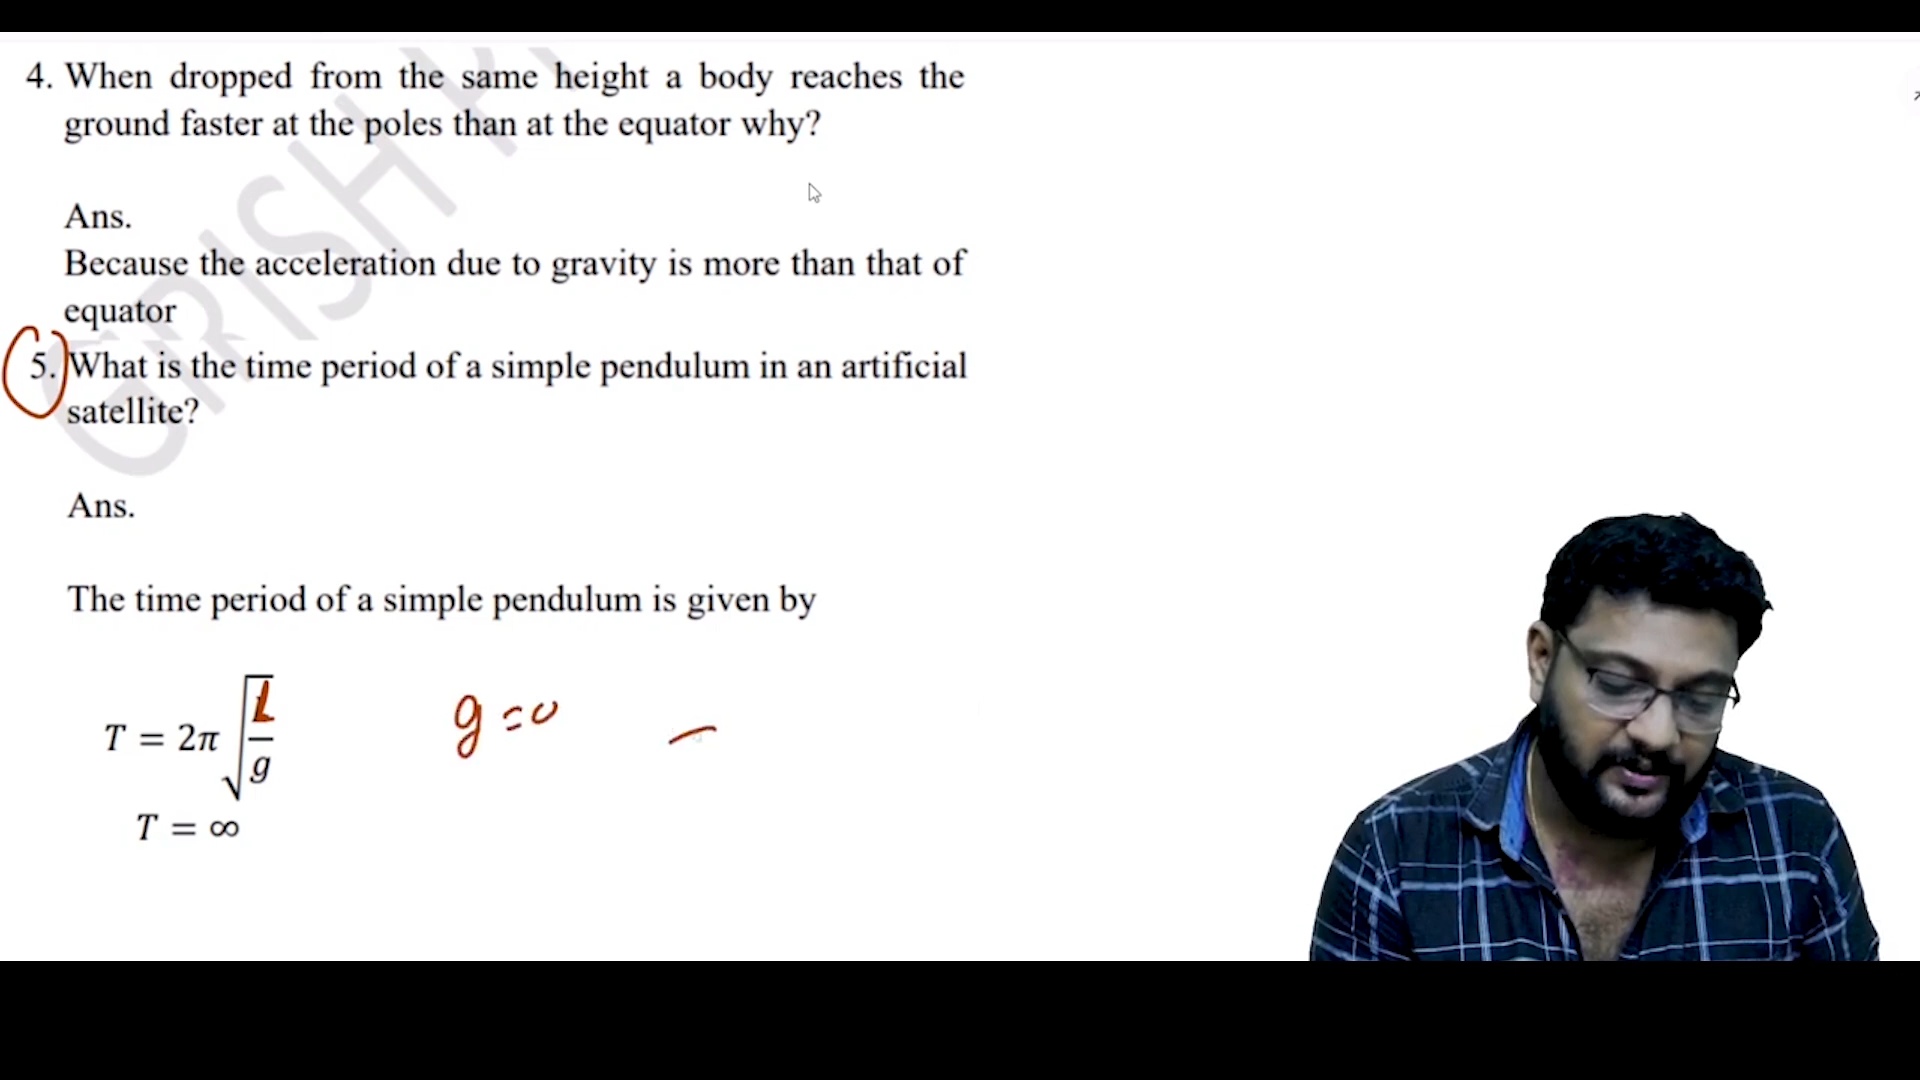 4. When dropped from the same height a body reaches the
ground faster at the poles than at the equator why?
Ans.
Because the acceleration due to gravity is more than that of
equator
5. What is the time period of a simple pendulum in an artificial
satellite?
Ans.
The time period of a simple pendulum is given by
T = 2π √(L/g)
g = 0
T = ∞
GRISH